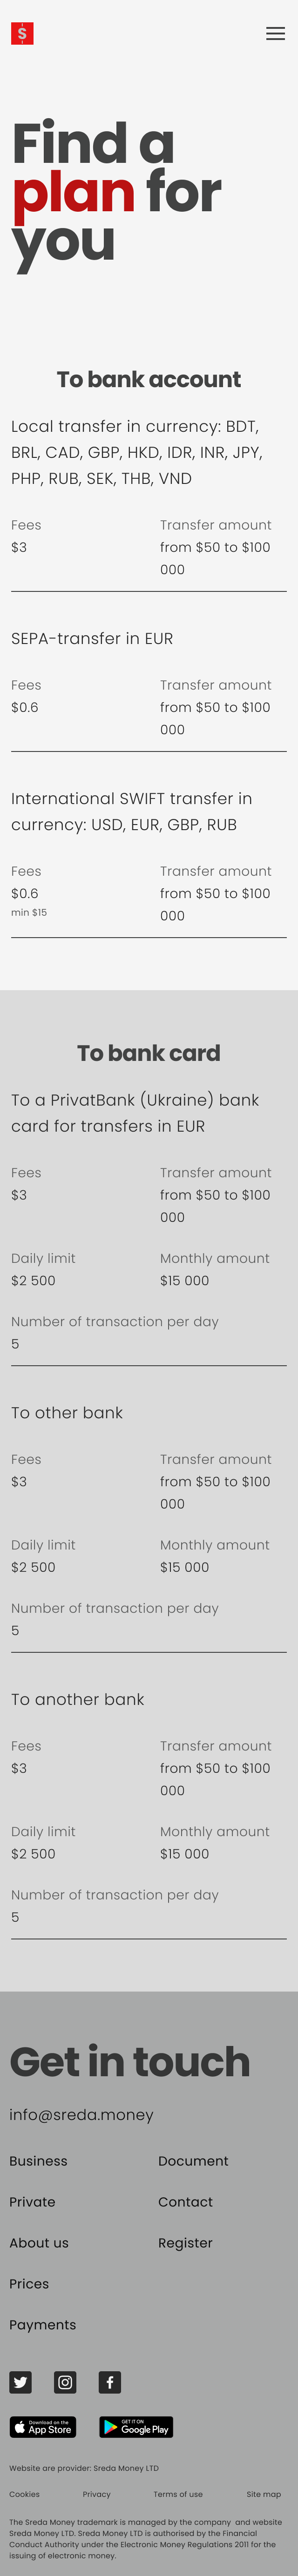 S
Find a
plan for
you
To bank account
Local transfer in currency: BDT,
BRL, CAD, GBP, HKD, IDR, INR, JPY,
PHP, RUB, SEK, THB, VND
Fees
$3
Transfer amount
from $50 to $100
000
SEPA-transfer in EUR
Fees
$0.6
Transfer amount
from $50 to $100
000
International SWIFT transfer in
currency: USD, EUR, GBP, RUB
Fees
$0.6
min $15
Transfer amount
from $50 to $100
000
To bank card
To a PrivatBank (Ukraine) bank
card for transfers in EUR
Fees
$3
Transfer amount
from $50 to $100
000
Daily limit
$2 500
Monthly amount
$15 000
Number of transaction per day
5
To other bank
Fees
$3
Transfer amount
from $50 to $100
000
Daily limit
$2 500
Monthly amount
$15 000
Number of transaction per day
5
To another bank
Fees
$3
Transfer amount
from $50 to $100
000
Daily limit
$2 500
Monthly amount
$15 000
Number of transaction per day
5
Get in touch
info@sreda.money
Business
Document
Private
Contact
About us
Register
Prices
Payments
Download on the
App Store
GET IT ON
Google Play
Website are provider: Sreda Money LTD
Cookies
Privacy
Terms of use
Site map
The Sreda Money trademark is managed by the company and website
Sreda Money LTD. Sreda Money LTD is authorised by the Financial
Conduct Authority under the Electronic Money Regulations 2011 for the
issuing of electronic money.